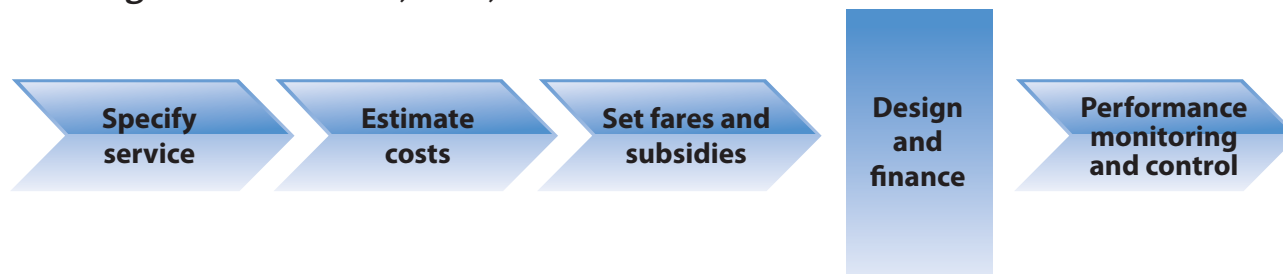 Specify
service
Estimate
costs
Set fares and
subsidies
Design
and
finance
Performance
monitoring
and control